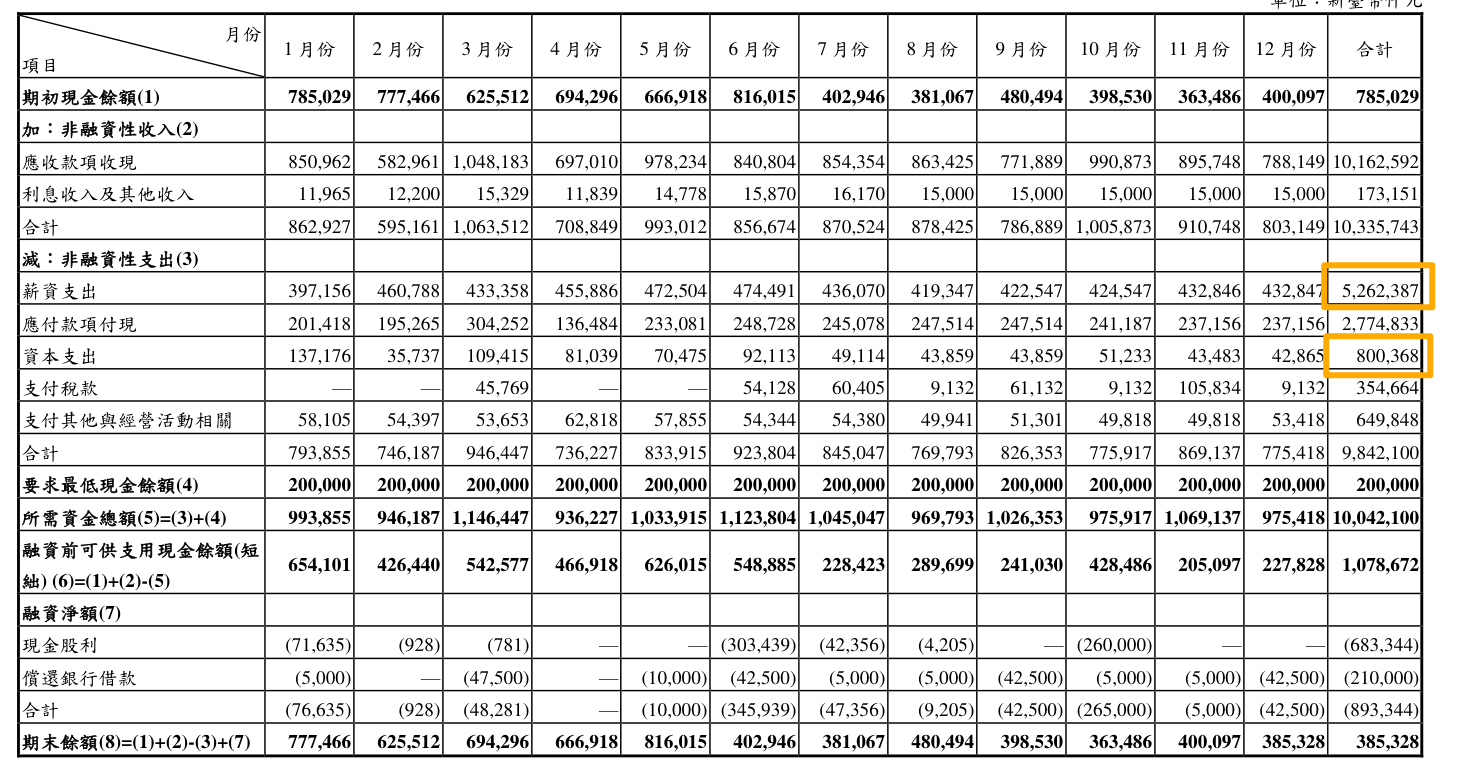 單位：新臺幣仟元
月份
項目 1月份 2月份 3月份 4月份 5月份 6月份 7月份 8月份 9月份 10月份 11月份 12月份 合計
期初現金餘額(1) 785,029 777,466 625,512 694,296 666,918 816,015 402,946 381,067 480,494 398,530 363,486 400,097 785,029
加：非融資性收入(2)
應收款項收現 850,962 582,961 1,048,183 697,010 978,234 840,804 854,354 863,425 771,889 990,873 895,748 788,149 10,162,592
利息收入及其他收入 11,965 12,200 15,329 11,839 14,778 15,870 16,170 15,000 15,000 15,000 15,000 15,000 173,151
合計 862,927 595,161 1,063,512 708,849 993,012 856,674 870,524 878,425 786,889 1,005,873 910,748 803,149 10,335,743
減：非融資性支出(3)
薪資支出 397,156 460,788 433,358 455,886 472,504 474,491 436,070 419,347 422,547 424,547 432,846 432,847 5,262,387
應付款項付現 201,418 195,265 304,252 136,484 233,081 248,728 245,078 247,514 247,514 241,187 237,156 237,156 2,774,833
資本支出 137,176 35,737 109,415 81,039 70,475 92,113 49,114 43,859 43,859 51,233 43,483 42,865 800,368
支付稅款 — — 45,769 — — 54,128 60,405 9,132 61,132 9,132 105,834 9,132 354,664
支付其他與經營活動相關 58,105 54,397 53,653 62,818 57,855 54,344 54,380 49,941 51,301 49,818 49,818 53,418 649,848
合計 793,855 746,187 946,447 736,227 833,915 923,804 845,047 769,793 826,353 775,917 869,137 775,418 9,842,100
要求最低現金餘額(4) 200,000 200,000 200,000 200,000 200,000 200,000 200,000 200,000 200,000 200,000 200,000 200,000 200,000
所需資金總額(5)=(3)+(4) 993,855 946,187 1,146,447 936,227 1,033,915 1,123,804 1,045,047 969,793 1,026,353 975,917 1,069,137 975,418 10,042,100
融資前可供支用現金餘額(短
絀) (6)=(1)+(2)-(5) 654,101 426,440 542,577 466,918 626,015 548,885 228,423 289,699 241,030 428,486 205,097 227,828 1,078,672
融資淨額(7)
現金股利 (71,635) (928) (781) — — (303,439) (42,356) (4,205) — (260,000) — — (683,344)
償還銀行借款 (5,000) — (47,500) — (10,000) (42,500) (5,000) (5,000) (42,500) (5,000) (5,000) (42,500) (210,000)
合計 (76,635) (928) (48,281) — (10,000) (345,939) (47,356) (9,205) (42,500) (265,000) (5,000) (42,500) (893,344)
期末餘額(8)=(1)+(2)-(3)+(7) 777,466 625,512 694,296 666,918 816,015 402,946 381,067 480,494 398,530 363,486 400,097 385,328 385,328